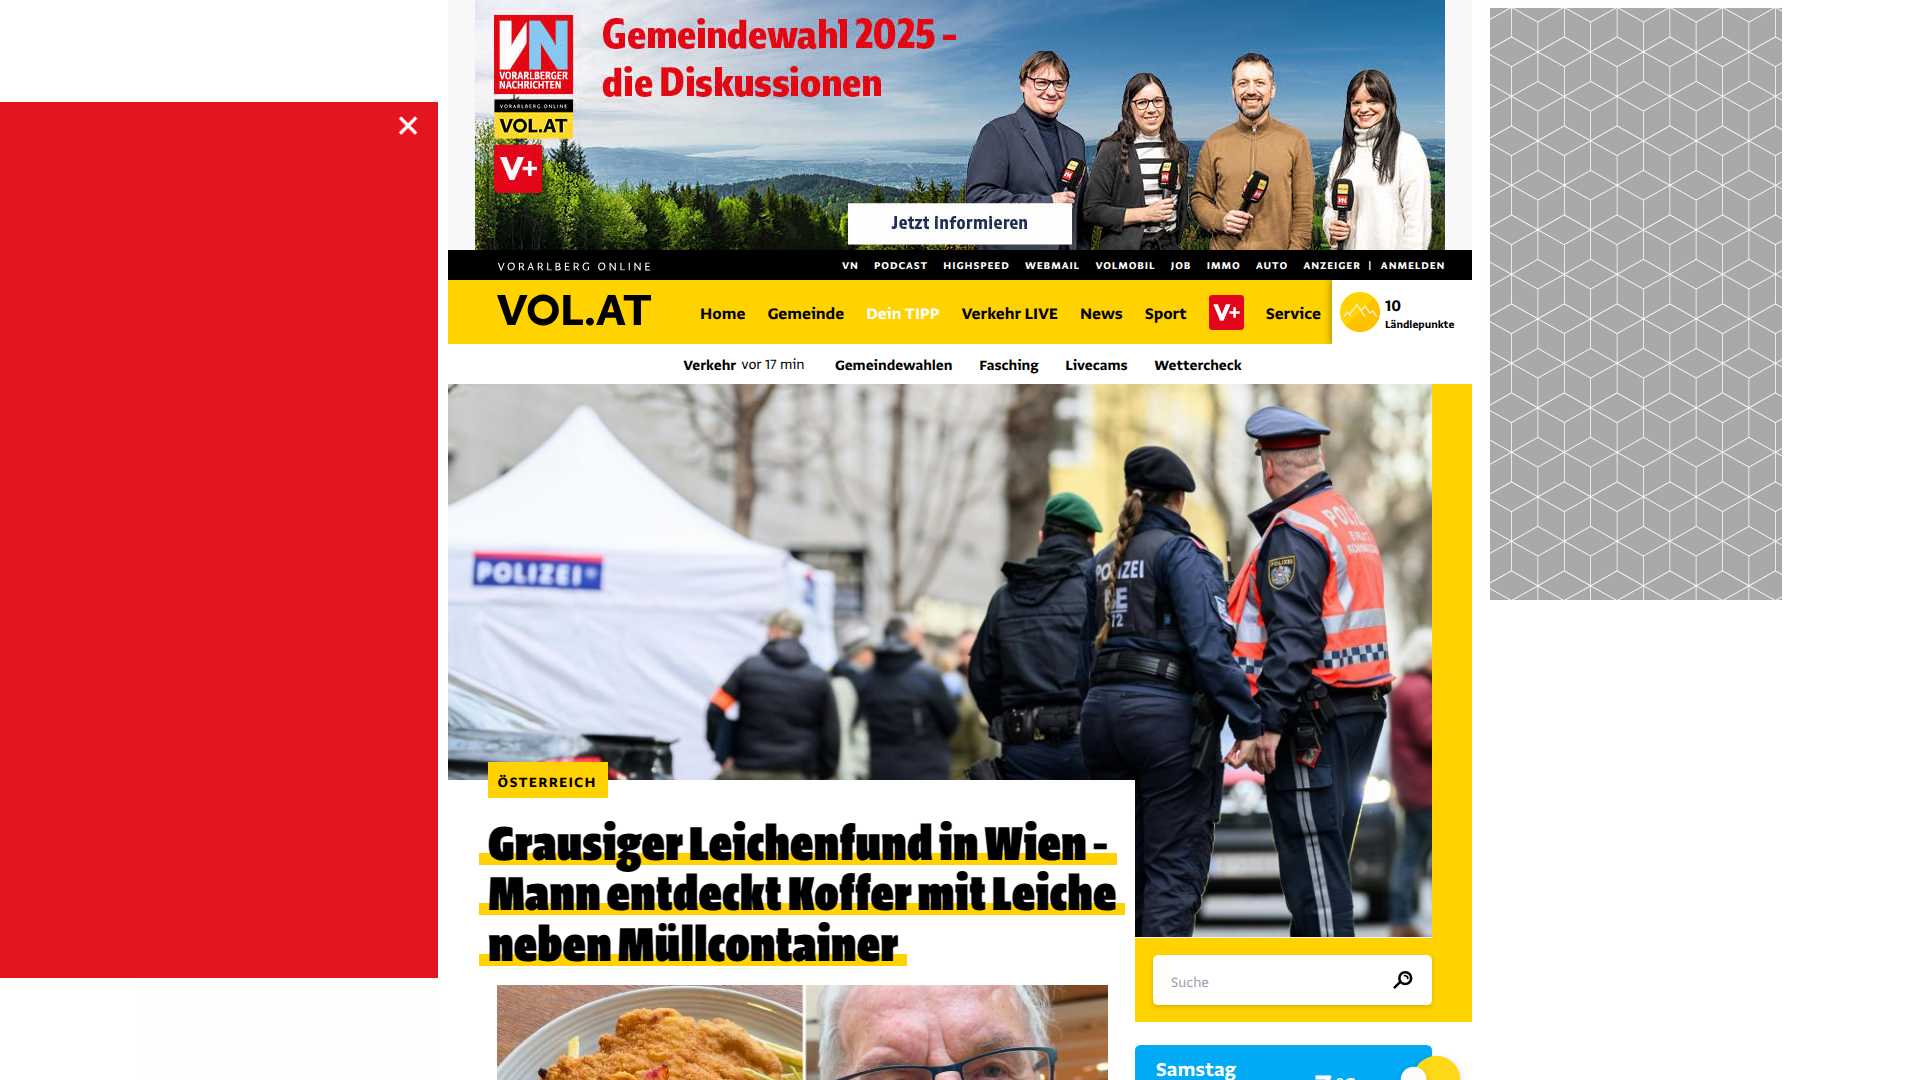 VN
VORARLBERGER
NACHRICHTEN
VORARLBERG ONLINE
VOL.AT
V+
Gemeindewahl 2025 -
die Diskussionen
Jetzt Informieren
VORARLBERG ONLINE
VN PODCAST HIGHSPEED WEBMAIL VOLMOBIL JOB IMMO AUTO ANZEIGER | ANMELDEN
VOL.AT
Home Gemeinde Dein TIPP Verkehr LIVE News Sport V+ Service
10
Ländlepunkte
Verkehr vor 17 min Gemeindewahlen Fasching Livecams Wettercheck
POLIZEI
POLIZEI
12
POLIZEI
ÖSTERREICH
Grausiger Leichenfund in Wien -
Mann entdeckt Koffer mit Leiche
neben Müllcontainer
Suche
Samstag